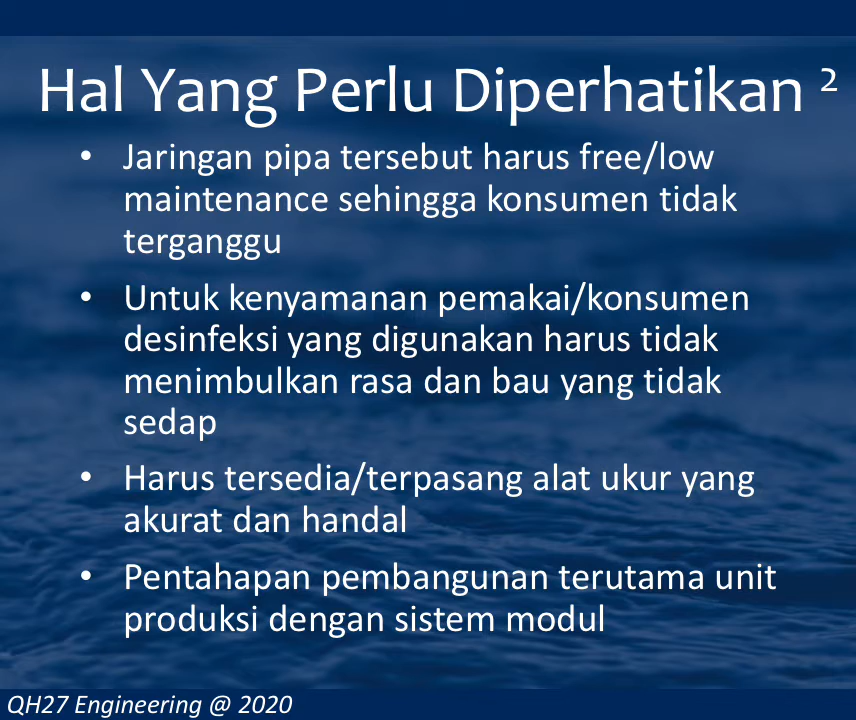 Hal Yang Perlu Diperhatikan ²
• Jaringan pipa tersebut harus free/low
maintenance sehingga konsumen tidak
terganggu
• Untuk kenyamanan pemakai/konsumen
desinfeksi yang digunakan harus tidak
menimbulkan rasa dan bau yang tidak
sedap
• Harus tersedia/terpasang alat ukur yang
akurat dan handal
• Pentahapan pembangunan terutama unit
produksi dengan sistem modul
QH27 Engineering @ 2020